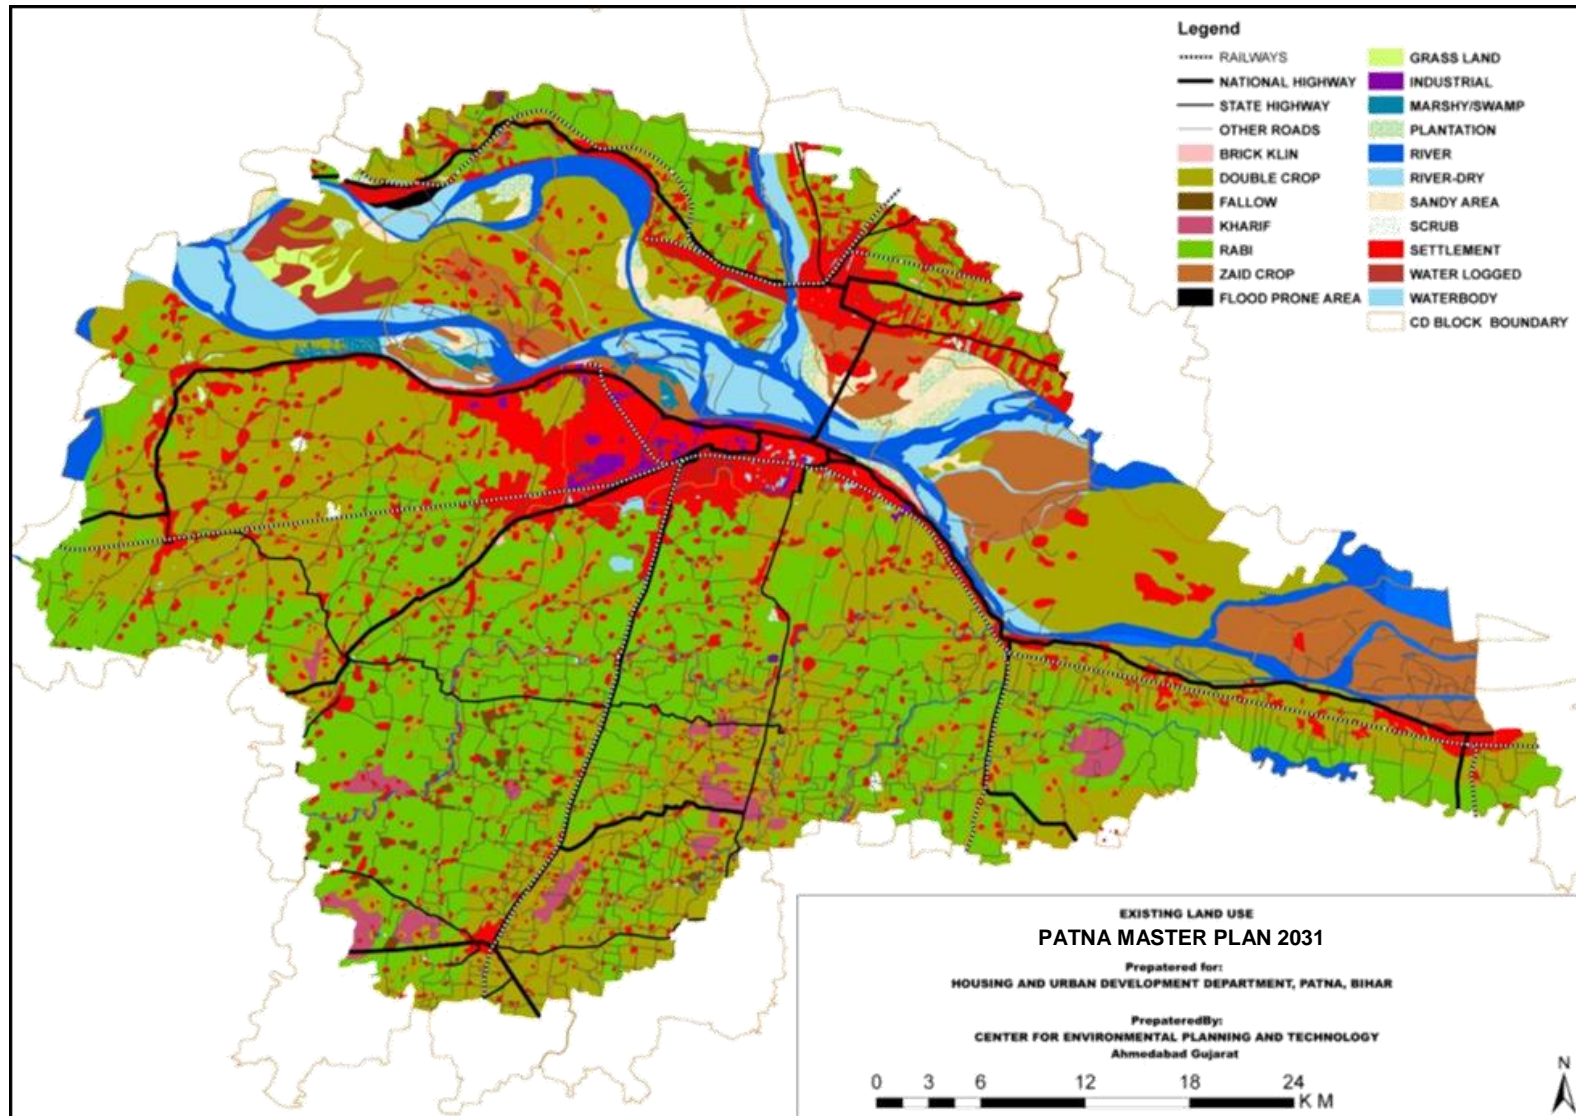 Legend
RAILWAYS
NATIONAL HIGHWAY
STATE HIGHWAY
OTHER ROADS
BRICK KLIN
DOUBLE CROP
FALLOW
KHARIF
RABI
ZAID CROP
FLOOD PRONE AREA
GRASS LAND
INDUSTRIAL
MARSHY/SWAMP
PLANTATION
RIVER
RIVER-DRY
SANDY AREA
SCRUB
SETTLEMENT
WATER LOGGED
WATERBODY
CD BLOCK BOUNDARY
EXISTING LAND USE
PATNA MASTER PLAN 2031
Prepatered for:
HOUSING AND URBAN DEVELOPMENT DEPARTMENT, PATNA, BIHAR
PrepateredBy:
CENTER FOR ENVIRONMENTAL PLANNING AND TECHNOLOGY
Ahmedabad Gujarat
0 3 6 12 18 24
K M
N